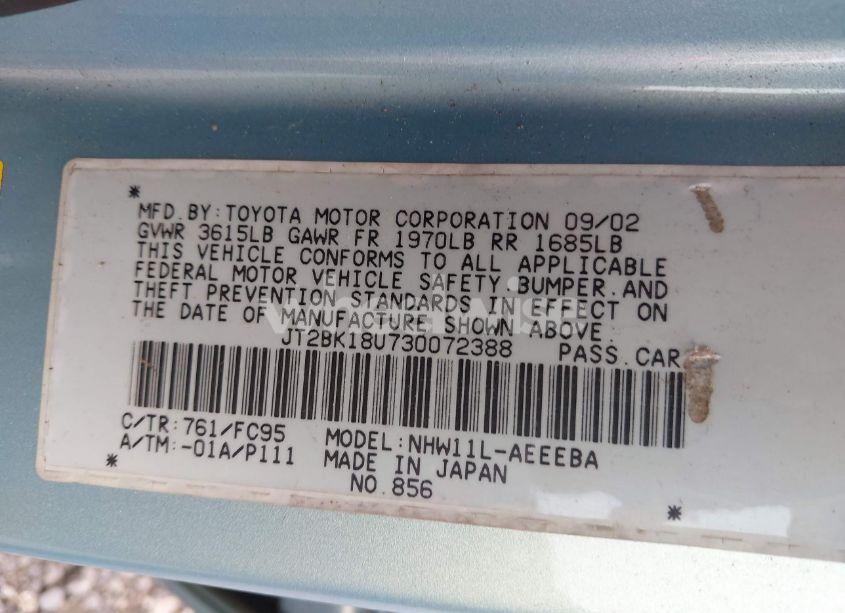 *
MFD.BY:TOYOTA MOTOR CORPORATION 09/02
GVWR 3615LB GAWR FR 1970LB RR 1685LB
THIS VEHICLE CONFORMS TO ALL APPLICABLE
FEDERAL MOTOR VEHICLE SAFETY,BUMPER,AND
THEFT PREVENTION STANDARDS IN EFFECT ON
THE DATE OF MANUFACTURE SHOWN ABOVE.
JT2BK18U730072388 PASS.CAR
C/TR:761/FC95 MODEL:NHW11L-AEEEBA
A/TM:-01A/P111 MADE IN JAPAN
* NO.856 *